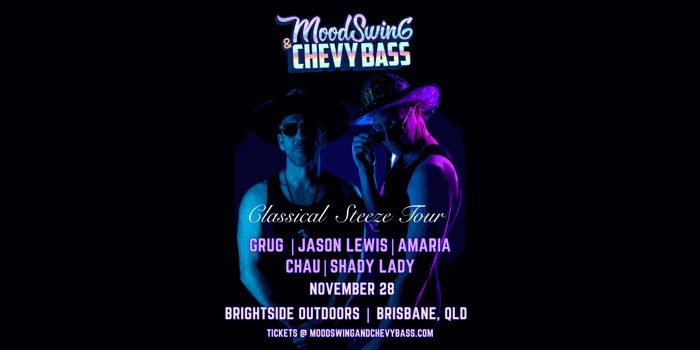 MoodSwinG
& CHEVY BASS
Classical Steeze Tour
GRUG | JASON LEWIS | AMARIA
CHAU | SHADY LADY
NOVEMBER 28
BRIGHTSIDE OUTDOORS | BRISBANE, QLD
TICKETS @ MOODSWINGANDCHEVYBASS.COM